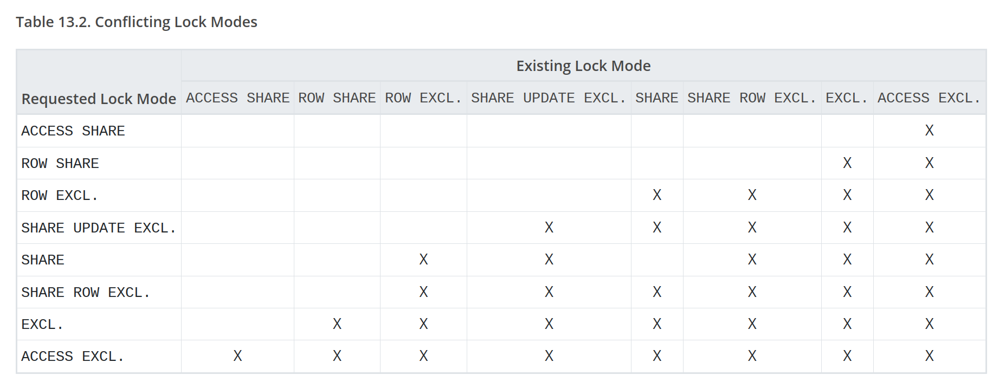 Table 13.2. Conflicting Lock Modes
Existing Lock Mode
Requested Lock Mode ACCESS SHARE ROW SHARE ROW EXCL. SHARE UPDATE EXCL. SHARE SHARE ROW EXCL. EXCL. ACCESS EXCL.
ACCESS SHARE X
ROW SHARE X X
ROW EXCL. X X X X
SHARE UPDATE EXCL. X X X X X
SHARE X X X X X
SHARE ROW EXCL. X X X X X X
EXCL. X X X X X X X
ACCESS EXCL. X X X X X X X X